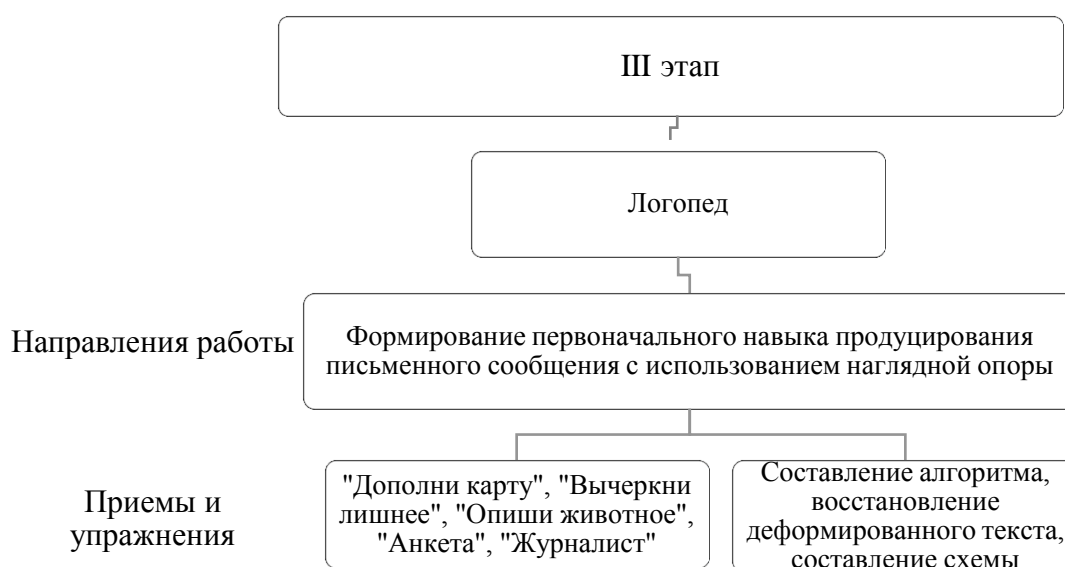 III этап
Логопед
Направления работы
Формирование первоначального навыка продуцирования
письменного сообщения с использованием наглядной опоры
Приемы и
упражнения
"Дополни карту", "Вычеркни
лишнее", "Опиши животное",
"Анкета", "Журналист"
Составление алгоритма,
восстановление
деформированного текста,
составление схемы